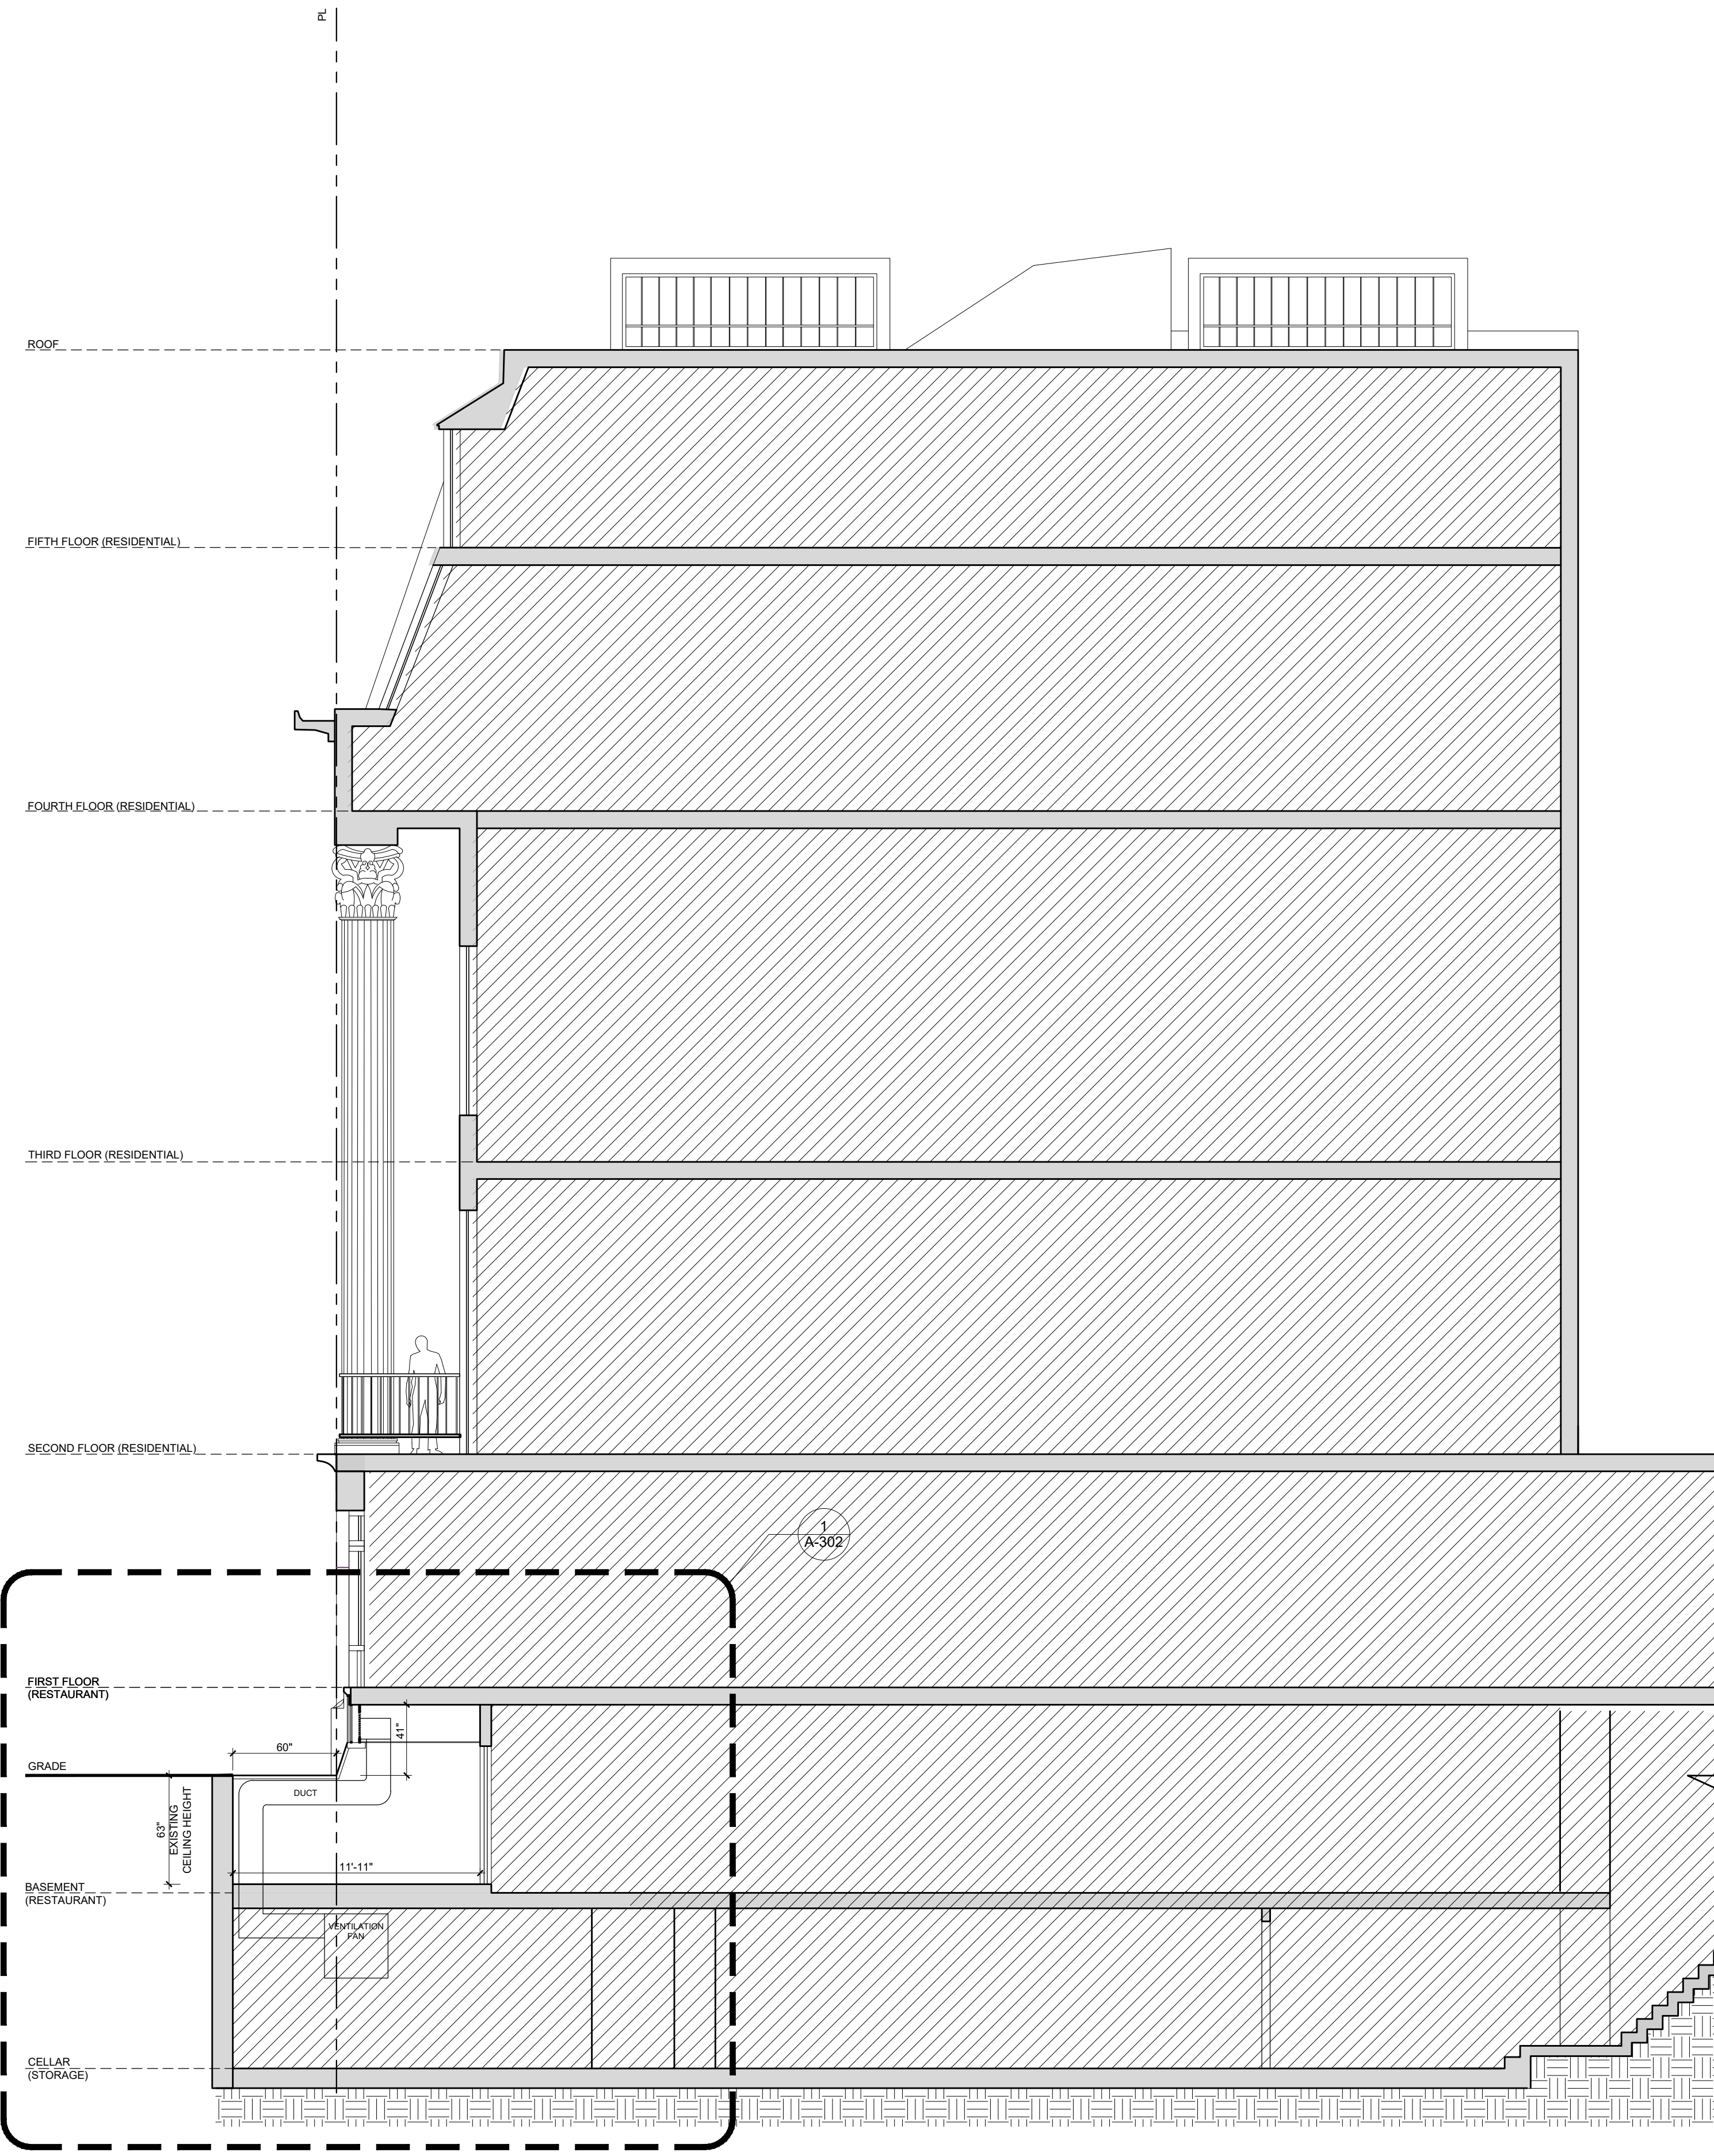 PL
ROOF
FIFTH FLOOR (RESIDENTIAL)
FOURTH FLOOR (RESIDENTIAL)
THIRD FLOOR (RESIDENTIAL)
SECOND FLOOR (RESIDENTIAL)
1
A-302
FIRST FLOOR
(RESTAURANT)
41"
60"
GRADE
DUCT
63"
EXISTING
CEILING HEIGHT
11'-11"
BASEMENT
(RESTAURANT)
VENTILATION
FAN
CELLAR
(STORAGE)